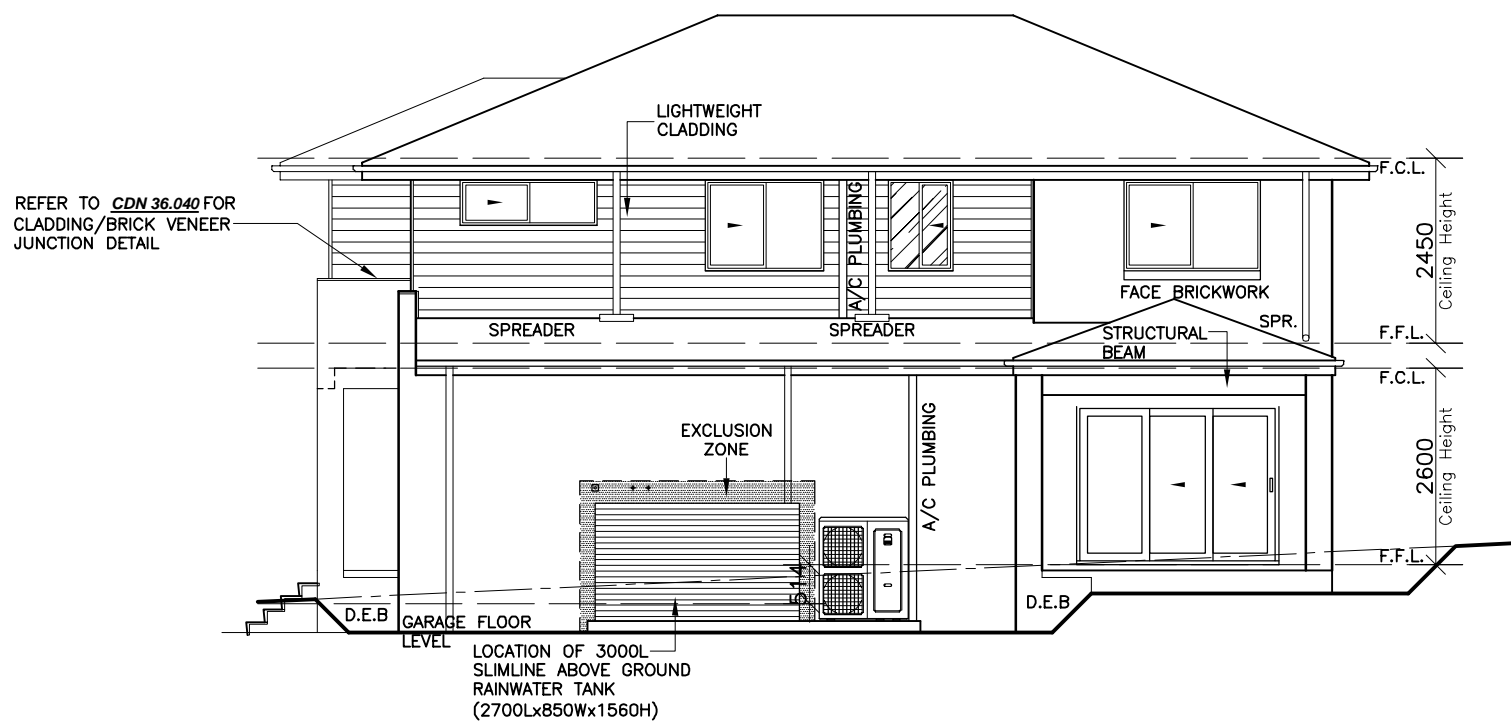 LIGHTWEIGHT
CLADDING
F.C.L.
REFER TO CDN 36.040 FOR
CLADDING/BRICK VENEER
JUNCTION DETAIL
A/C PLUMBING
2450
Ceiling Height
FACE BRICKWORK
SPREADER
SPREADER
SPR.
STRUCTURAL
BEAM
F.F.L.
F.C.L.
EXCLUSION
ZONE
A/C PLUMBING
2600
Ceiling Height
F.F.L.
514
D.E.B
GARAGE FLOOR
LEVEL
D.E.B
LOCATION OF 3000L
SLIMLINE ABOVE GROUND
RAINWATER TANK
(2700Lx850Wx1560H)